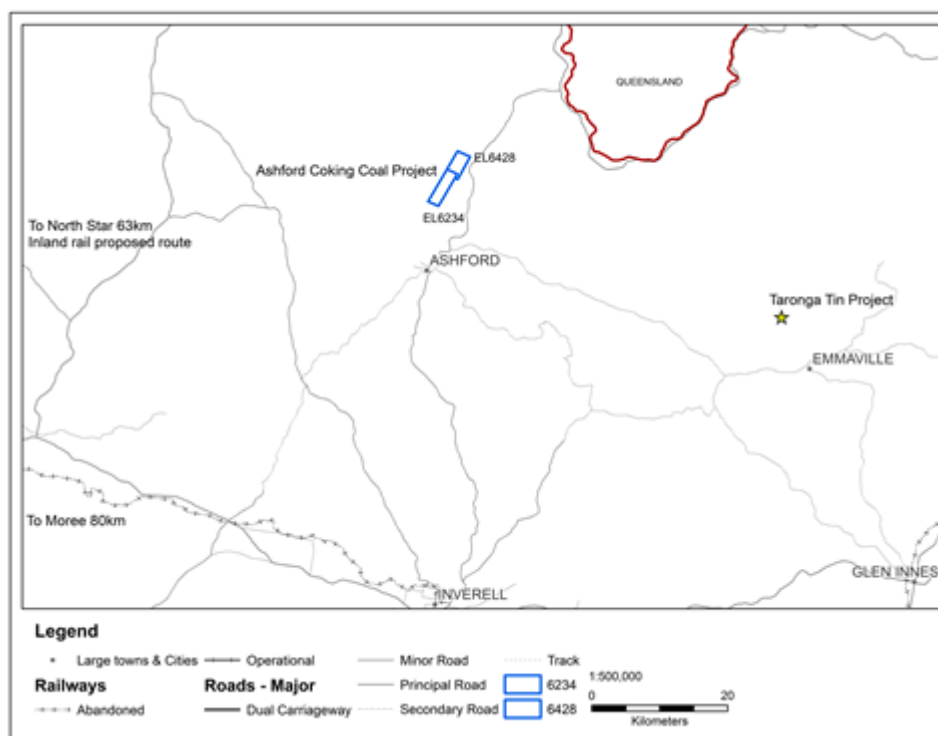 QUEENSLAND
EL6428
Ashford Coking Coal Project
EL6234
To North Star 63km
Inland rail proposed route
ASHFORD
Taronga Tin Project
EMMAVILLE
To Moree 80km
GLEN INNES
INVERELL
Legend
Large towns & Cities
Operational
Minor Road
Track
Railways
Roads - Major
Principal Road
6234
1:500,000
0 20
Kilometers
Abandoned
Dual Carriageway
Secondary Road
6428